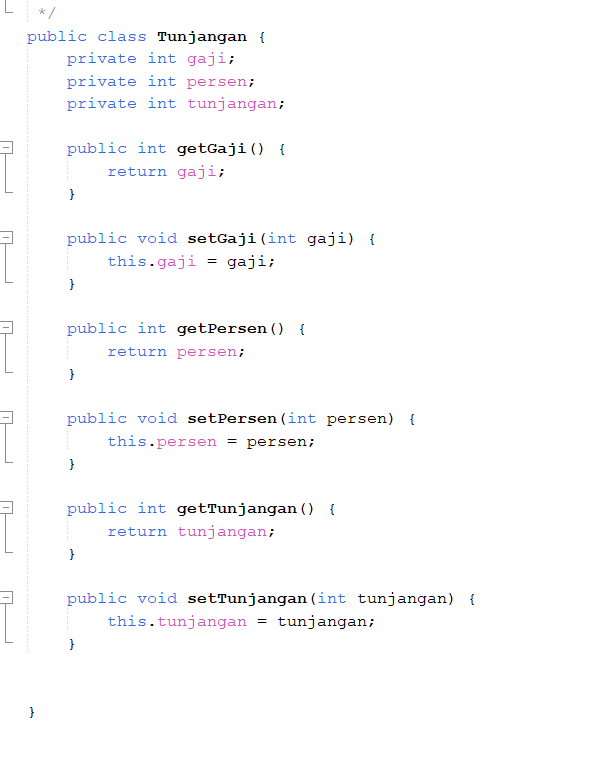 */
public class Tunjangan {
    private int gaji;
    private int persen;
    private int tunjangan;

    public int getGaji() {
        return gaji;
    }

    public void setGaji(int gaji) {
        this.gaji = gaji;
    }

    public int getPersen() {
        return persen;
    }

    public void setPersen(int persen) {
        this.persen = persen;
    }

    public int getTunjangan() {
        return tunjangan;
    }

    public void setTunjangan(int tunjangan) {
        this.tunjangan = tunjangan;
    }

}